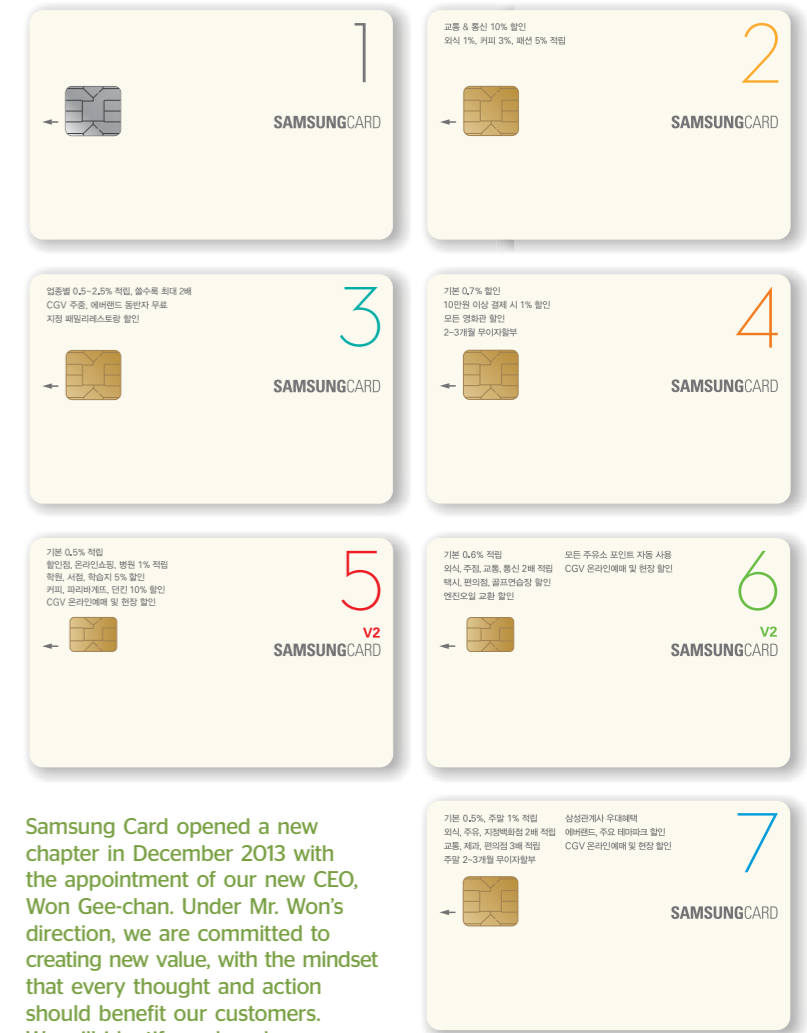 1
SAMSUNGCARD
교통 & 통신 10% 할인
외식 1%, 커피 3%, 패션 5% 적립
2
SAMSUNGCARD
업종별 0.5~2.5% 적립, 쓸수록 최대 2배
CGV 주중, 에버랜드 동반자 무료
지정 패밀리레스토랑 할인
3
SAMSUNGCARD
기본 0.7% 할인
10만원 이상 결제 시 1% 할인
모든 영화관 할인
2~3개월 무이자할부
4
SAMSUNGCARD
기본 0.5% 적립
할인점, 온라인쇼핑, 병원 1% 적립
학원, 서점, 학습지 5% 할인
커피, 파리바게뜨, 던킨 10% 할인
CGV 온라인예매 및 현장 할인
5
V2
SAMSUNGCARD
기본 0.6% 적립
외식, 주점, 교통, 통신 2배 적립
택시, 편의점, 골프연습장 할인
엔진오일 교환 할인
모든 주유소 포인트 자동 사용
CGV 온라인예매 및 현장 할인
6
V2
SAMSUNGCARD
Samsung Card opened a new
chapter in December 2013 with
the appointment of our new CEO,
Won Gee-chan. Under Mr. Won's
direction, we are committed to
creating new value, with the mindset
that every thought and action
should benefit our customers.
기본 0.5%, 주말 1% 적립
외식, 주유, 지정백화점 2배 적립
교통, 제과, 편의점 3배 적립
주말 2~3개월 무이자할부
삼성관계사 우대혜택
에버랜드, 주요 테마파크 할인
CGV 온라인예매 및 현장 할인
7
SAMSUNGCARD